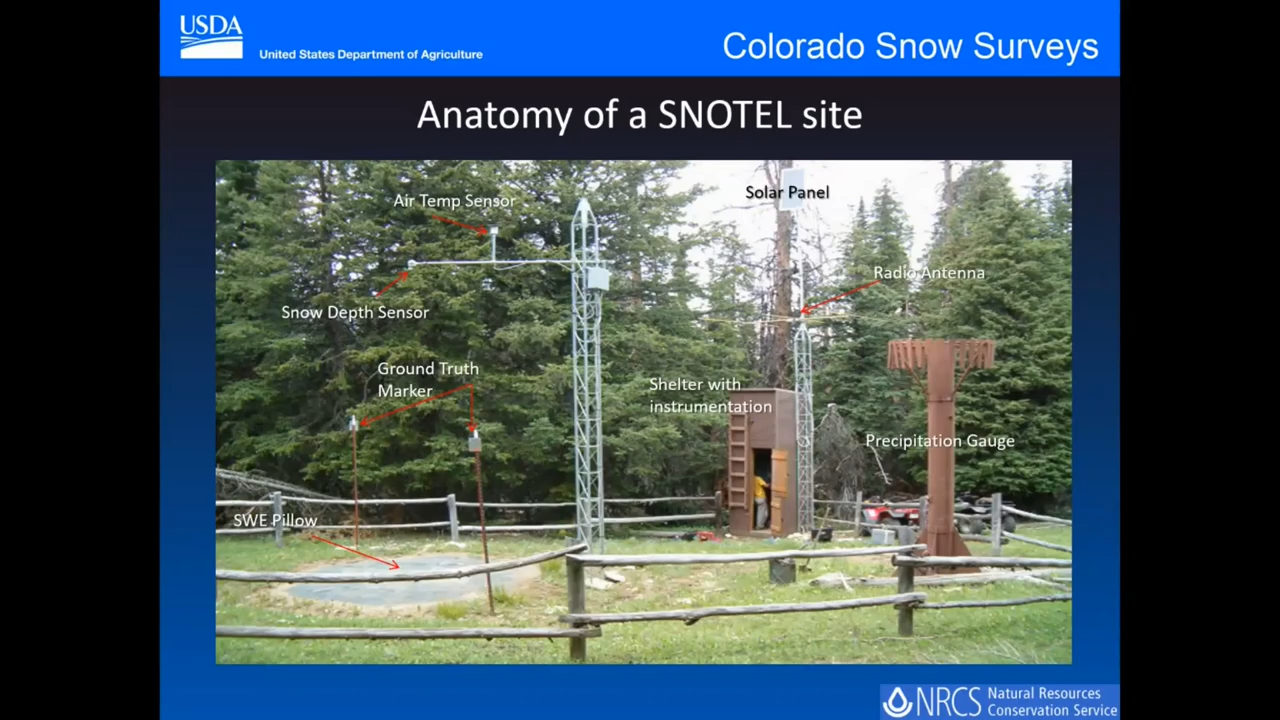 USDA
United States Department of Agriculture
Colorado Snow Surveys
Anatomy of a SNOTEL site
Air Temp Sensor
Solar Panel
Radio Antenna
Snow Depth Sensor
Ground Truth
Marker
Shelter with
instrumentation
Precipitation Gauge
SWE Pillow
NRCS
Natural Resources
Conservation Service